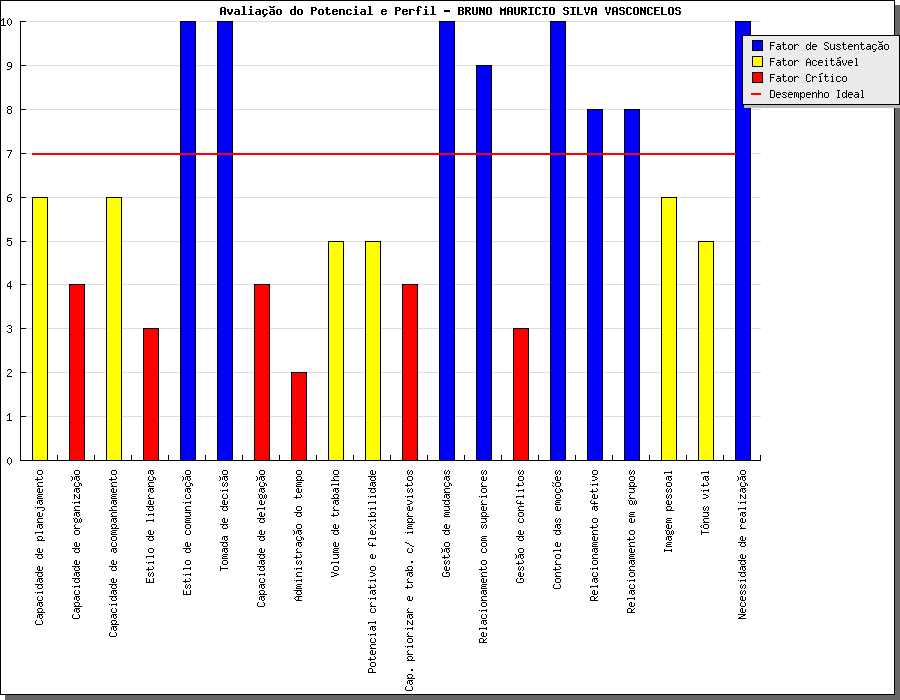 Avaliação do Potencial e Perfil - BRUNO MAURICIO SILVA VASCONCELOS
Fator de Sustentação
Fator Aceitável
Fator Crítico
Desempenho Ideal
10
9
8
7
6
5
4
3
2
1
0
Capacidade de planejamento
Capacidade de organização
Capacidade de acompanhamento
Estilo de liderança
Estilo de comunicação
Tomada de decisão
Capacidade de delegação
Administração do tempo
Volume de trabalho
Potencial criativo e flexibilidade
Cap. priorizar e trab. c/ imprevistos
Gestão de mudanças
Relacionamento com superiores
Gestão de conflitos
Controle das emoções
Relacionamento afetivo
Relacionamento em grupos
Imagem pessoal
Tônus vital
Necessidade de realização